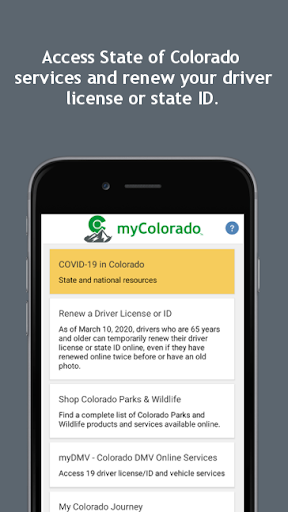 Access State of Colorado
services and renew your driver
license or state ID.
myColorado
?
COVID-19 in Colorado
State and national resources
Renew a Driver License or ID
As of March 10, 2020, drivers who are 65 years
and older can temporarily renew their driver
license or state ID online, even if they have
renewed online twice before or have an old
photo.
Shop Colorado Parks & Wildlife
Find a complete list of Colorado Parks and
Wildlife products and services available online.
myDMV - Colorado DMV Online Services
Access 19 driver license/ID and vehicle services
My Colorado Journey